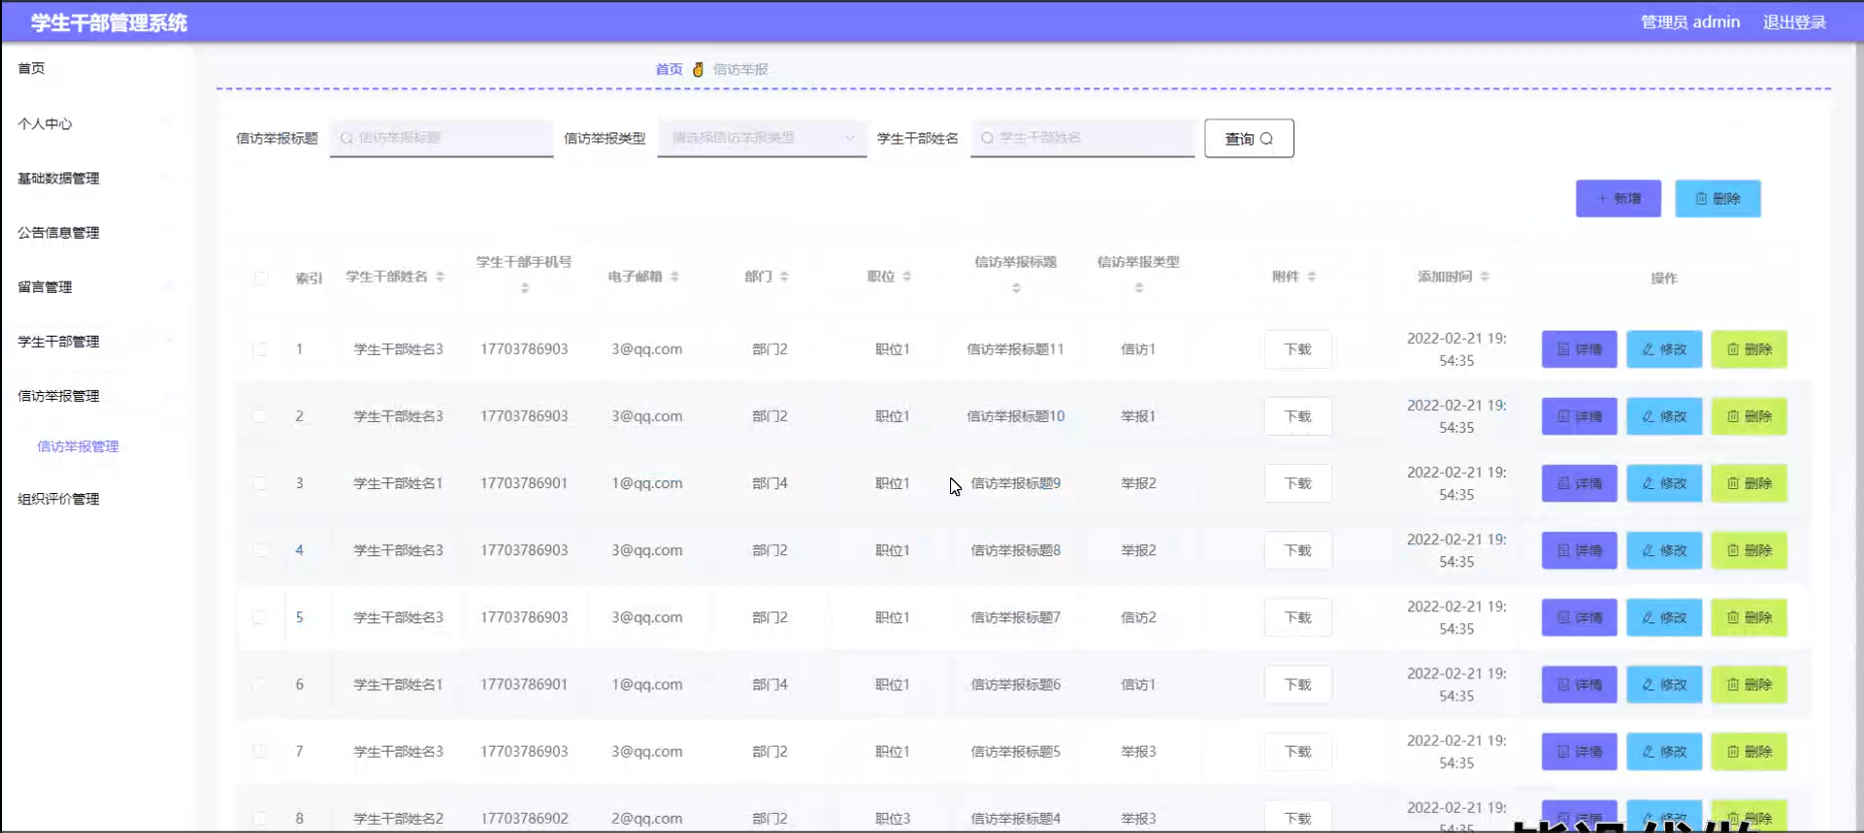 学生干部管理系统
管理员 admin 退出登录
首页
个人中心
基础数据管理
公告信息管理
留言管理
学生干部管理
信访举报管理
信访举报管理
组织评价管理
首页 信访举报
信访举报标题 信访举报标题 信访举报类型 请选择信访举报类型 学生干部姓名 学生干部姓名 查询
+ 新增 删除
索引 学生干部姓名 学生干部手机号 电子邮箱 部门 职位 信访举报标题 信访举报类型 附件 添加时间 操作
1 学生干部姓名3 17703786903 3@qq.com 部门2 职位1 信访举报标题11 信访1 下载 2022-02-21 19:54:35 详情 修改 删除
2 学生干部姓名3 17703786903 3@qq.com 部门2 职位1 信访举报标题10 举报1 下载 2022-02-21 19:54:35 详情 修改 删除
3 学生干部姓名1 17703786901 1@qq.com 部门4 职位1 信访举报标题9 举报2 下载 2022-02-21 19:54:35 详情 修改 删除
4 学生干部姓名3 17703786903 3@qq.com 部门2 职位1 信访举报标题8 举报2 下载 2022-02-21 19:54:35 详情 修改 删除
5 学生干部姓名3 17703786903 3@qq.com 部门2 职位1 信访举报标题7 信访2 下载 2022-02-21 19:54:35 详情 修改 删除
6 学生干部姓名1 17703786901 1@qq.com 部门4 职位1 信访举报标题6 信访1 下载 2022-02-21 19:54:35 详情 修改 删除
7 学生干部姓名3 17703786903 3@qq.com 部门2 职位1 信访举报标题5 举报3 下载 2022-02-21 19:54:35 详情 修改 删除
8 学生干部姓名2 17703786902 2@qq.com 部门2 职位3 信访举报标题4 举报3 下载 2022-02-21 19:54:35 详情 修改 删除